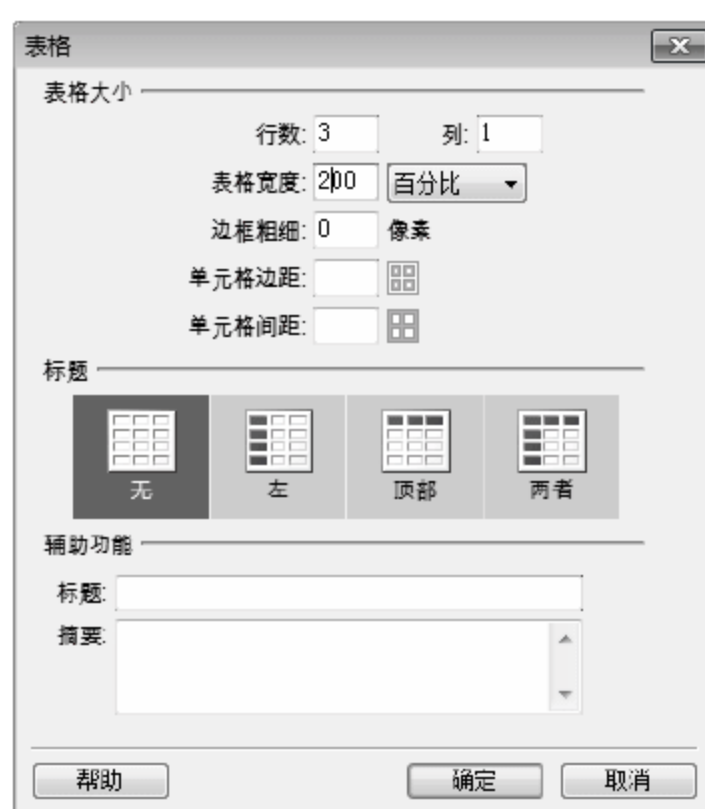 表格
表格大小
行数: 3 列: 1
表格宽度: 200 百分比
边框粗细: 0 像素
单元格边距:
单元格间距:
标题
无 左 顶部 两者
辅助功能
标题:
摘要:
帮助 确定 取消